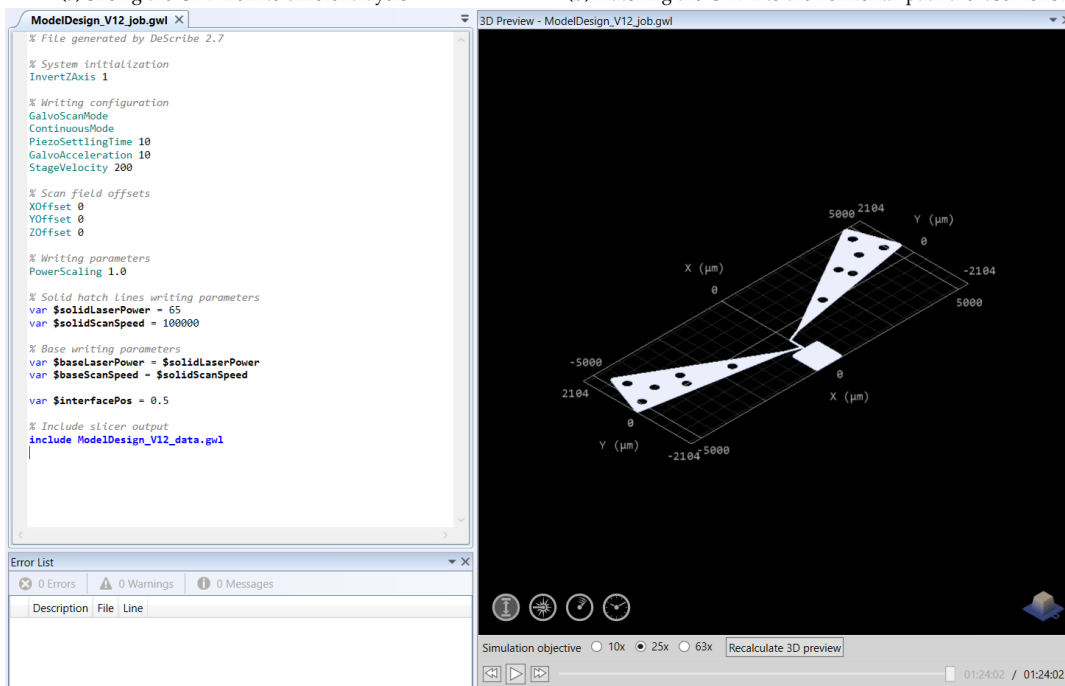 ModelDesign_V12_job.gwl
% File generated by DeScribe 2.7
% System initialization
InvertZAxis 1
% Writing configuration
GalvoScanMode
ContinuousMode
PiezoSettlingTime 10
GalvoAcceleration 10
StageVelocity 200
% Scan field offsets
XOffset 0
YOffset 0
ZOffset 0
% Writing parameters
PowerScaling 1.0
% Solid hatch lines writing parameters
var $solidLaserPower = 65
var $solidScanSpeed = 100000
% Base writing parameters
var $baseLaserPower = $solidLaserPower
var $baseScanSpeed = $solidScanSpeed
var $interfacePos = 0.5
% Include slicer output
include ModelDesign_V12_data.gwl
Error List
0 Errors
0 Warnings
0 Messages
Description File Line
3D Preview - ModelDesign_V12_job.gwl
5000 2104
Y (µm)
0
-2104
5000
X (µm)
0
-5000
2104
0
X (µm)
0
Y (µm)
-2104 -5000
Simulation objective 10x 25x 63x Recalculate 3D preview
01:24:02 / 01:24:02